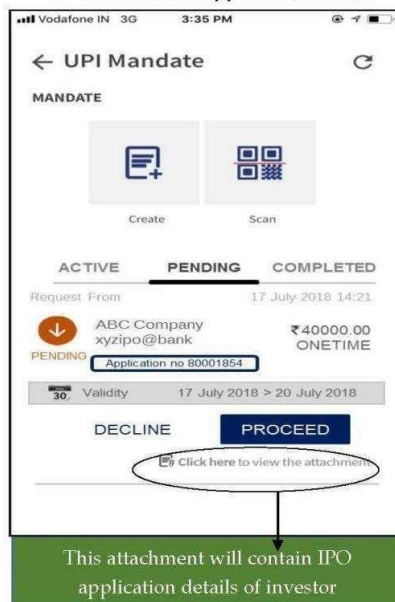 Vodafone IN 3G 3:35 PM
← UPI Mandate
MANDATE
Create Scan
ACTIVE PENDING COMPLETED
Request From 17 July 2018 14:21
ABC Company ₹40000.00
xyzipo@bank ONETIME
PENDING Application no 80001854
30 Validity 17 July 2018 > 20 July 2018
DECLINE PROCEED
Click here to view the attachment
This attachment will contain IPO
application details of investor